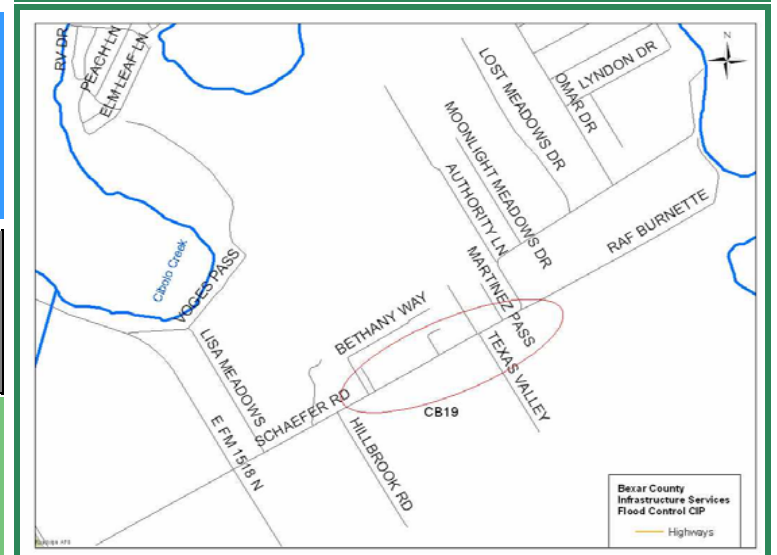 RV DR
PEACH LN
ELM LEAF LN
LOST MEADOWS DR
LYNDON DR
OMAR DR
N
MOONLIGHT MEADOWS DR
AUTHORITY LN
RAF BURNETTE
MARTINEZ PASS
Cibolo Creek
VOGES PASS
BETHANY WAY
LISA MEADOWS
TEXAS VALLEY
SCHAEFER RD
CB19
E FM 1518 N
HILLBROOK RD
Bexar County
Infrastructure Services
Flood Control CIP
Highways